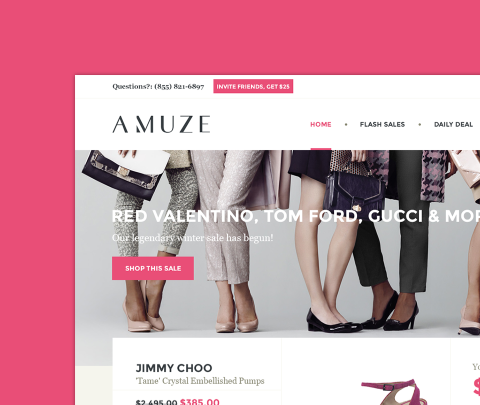 Questions?: (855) 821-6897 INVITE FRIENDS, GET $25
AMUZE
HOME • FLASH SALES • DAILY DEAL
RED VALENTINO, TOM FORD, GUCCI &
Our legendary winter sale has begun!
SHOP THIS SALE
JIMMY CHOO
'Tame' Crystal Embellished Pumps
$2,495.00 $385.00